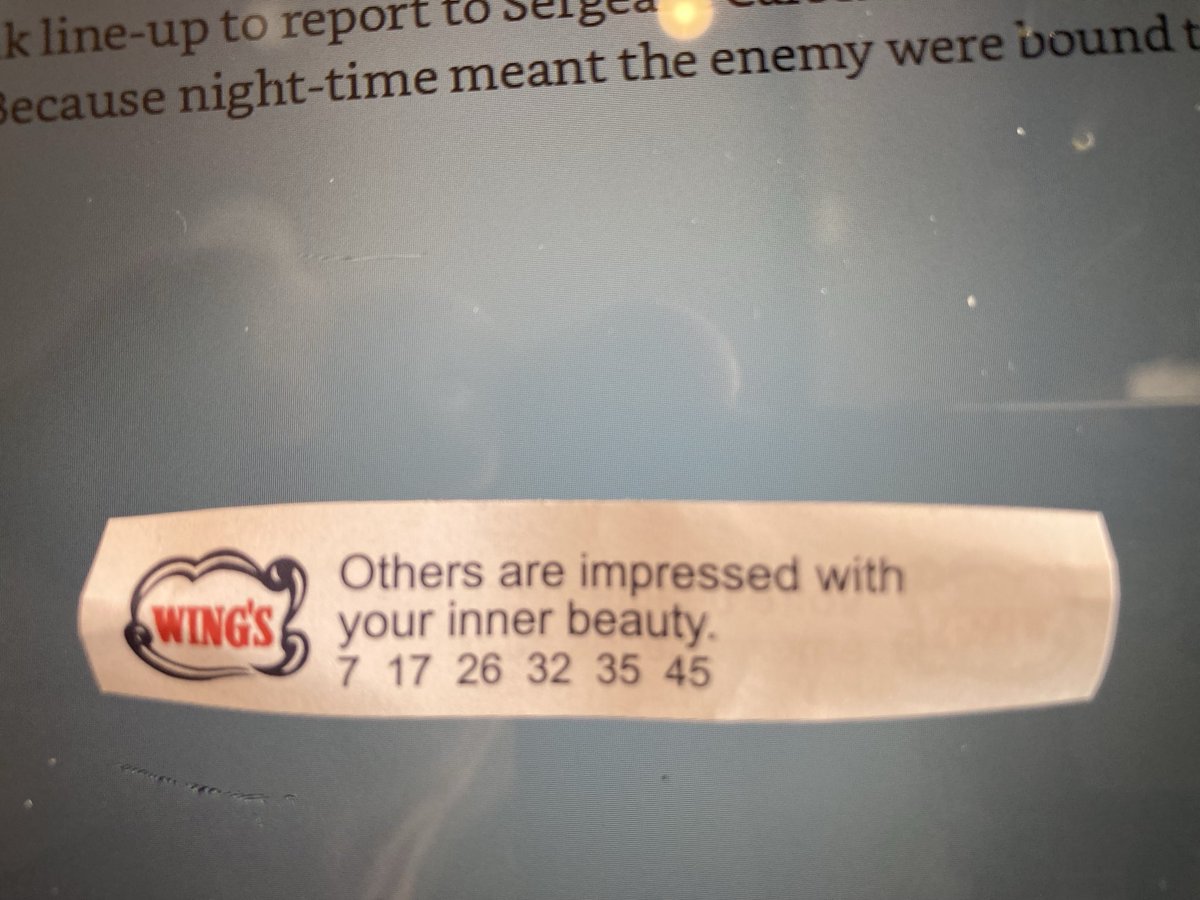 line-up to report to
Because night-time meant the enemy were bound
WING'S
Others are impressed with
your inner beauty.
7 17 26 32 35 45